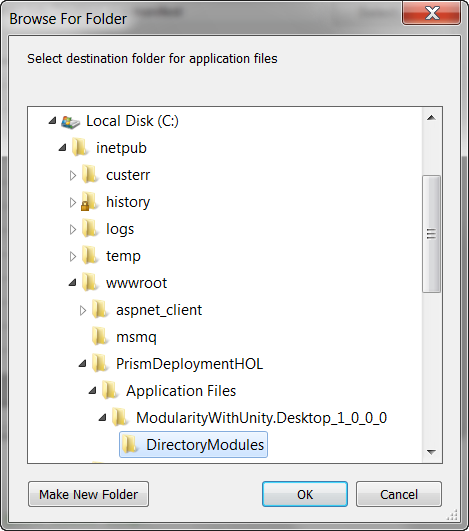 Browse For Folder
Select destination folder for application files
Local Disk (C:)
inetpub
custerr
history
logs
temp
wwwroot
aspnet_client
msmq
PrismDeploymentHOL
Application Files
ModularityWithUnity.Desktop_1_0_0_0
DirectoryModules
Make New Folder
OK
Cancel